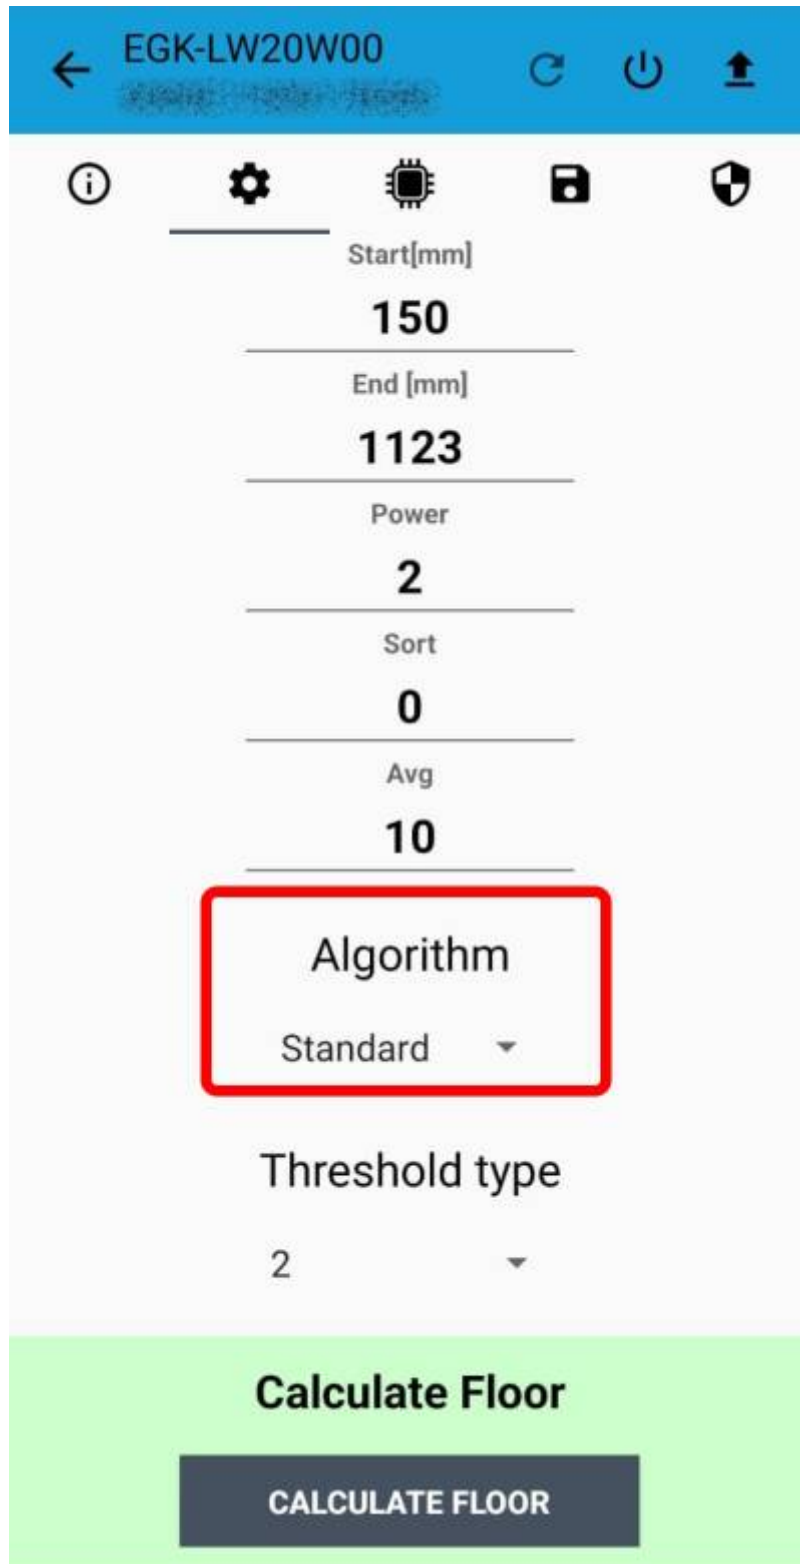 EGK-LW20W00
Start[mm]
150
End [mm]
1123
Power
2
Sort
0
Avg
10
Algorithm
Standard
Threshold type
2
Calculate Floor
CALCULATE FLOOR